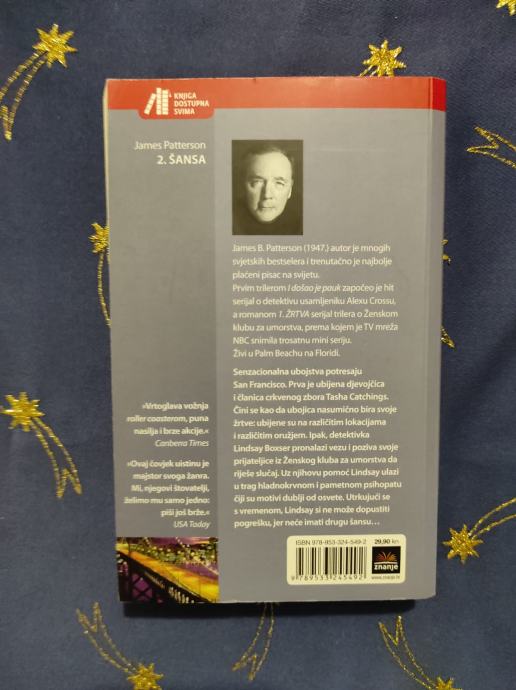 KNJIGA
DOSTUPNA
SVIMA
James Patterson
2. ŠANSA
James B. Patterson (1947.) autor je mnogih
svjetskih bestselera i trenutačno je najbolje
plaćeni pisac na svijetu.
Prvim trilerom I došao je pauk započeo je hit
serijal o detektivu usamljeniku Alexu Crossu,
a romanom 1. ŽRTVA serijal trilera o Ženskom
klubu za umorstva, prema kojem je TV mreža
NBC snimila trosatnu mini seriju.
Živi u Palm Beachu na Floridi.
Senzacionalna ubojstva potresaju
San Francisco. Prva je ubijena djevojčica
i članica crkvenog zbora Tasha Catchings.
Čini se kao da ubojica nasumično bira svoje
žrtve: ubijene su na različitim lokacijama
i različitim oružjem. Ipak, detektivka
Lindsay Boxser pronalazi vezu i poziva svoje
prijateljice iz Ženskog kluba za umorstva da
riješe slučaj. Uz njihovu pomoć Lindsay ulazi
u trag hladnokrvnom i pametnom psihopatu
čiji su motivi dublji od osvete. Utrkujući se
s vremenom, Lindsay si ne može dopustiti
pogrešku, jer neće imati drugu šansu…
»Vrtoglava vožnja
roller coasterom, puna
nasilja i brze akcije.«
Canberra Times
»Ovaj čovjek uistinu je
majstor svoga žanra.
Mi, njegovi štovatelji,
želimo mu samo jedno:
piši još brže.«
USA Today
ISBN 978-953-324-549-2
29,90 kn
9 789533 245492
znanje
www.znanje.hr